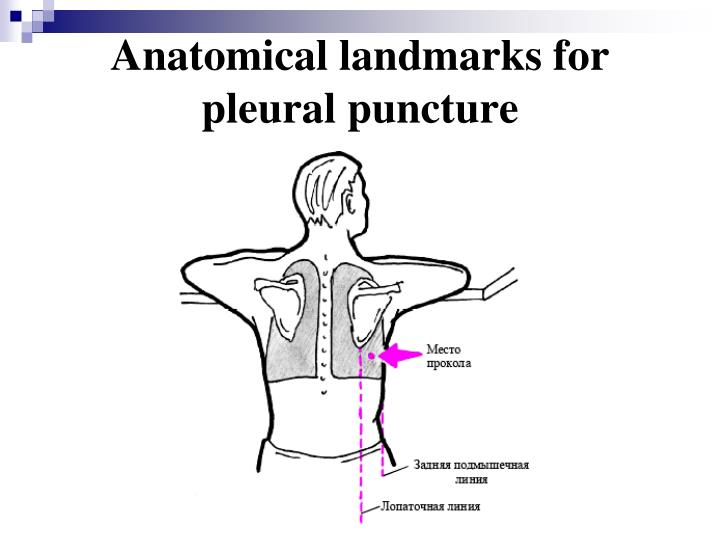 Anatomical landmarks for
pleural puncture
Место
прокола
Задняя подмышечная
линия
Лопаточная линия